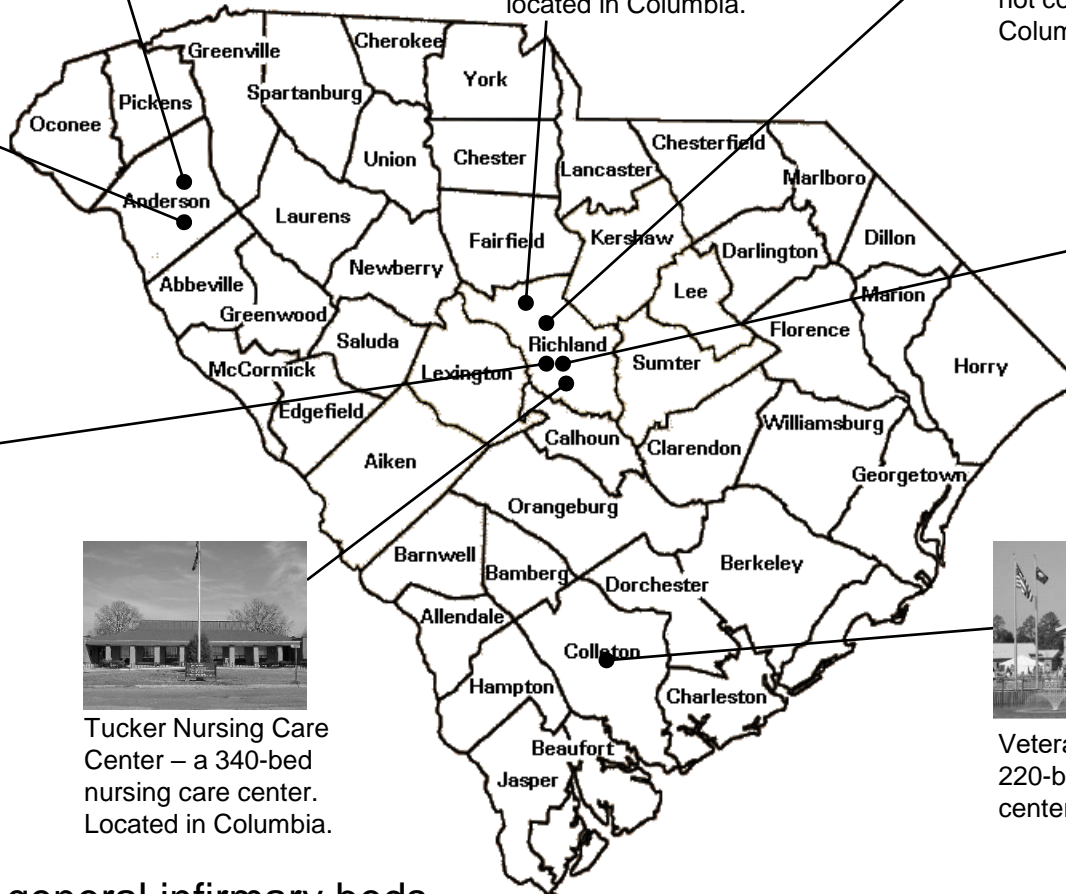 located in Columbia.
not co
Colum
Cherokee
Greenville
York
Spartanburg
Pickens
Oconee
Chesterfield
Union
Chester
Lancaster
Marlboro
Anderson
Laurens
Fairfield
Kershaw
Dillon
Darlington
Newberry
Abbeville
Lee
Marion
Greenwood
Florence
Saluda
Richland
Sumter
Horry
McCormick
Lexington
Edgefield
Williamsburg
Calhoun
Clarendon
Aiken
Georgetown
Orangeburg
Barnwell
Bamberg
Berkeley
Dorchester
Allendale
Colleton
Hampton
Charleston
Beaufort
Jasper
Tucker Nursing Care
Center – a 340-bed
nursing care center.
Located in Columbia.
Vetera
220-b
center
general infirmary beds